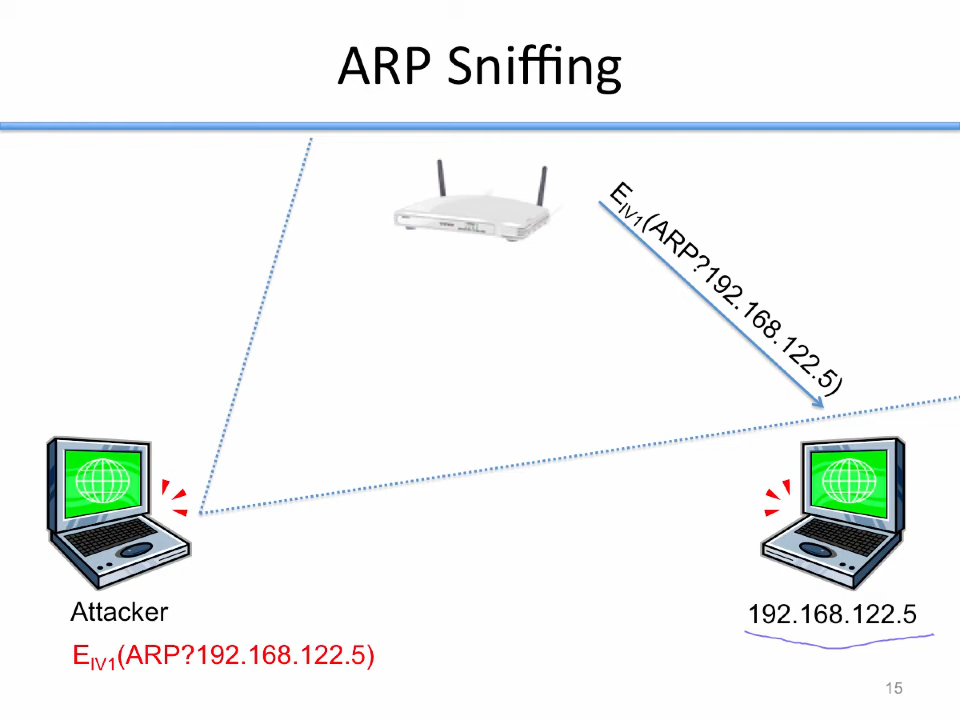 ARP Sniffing
E_IV1(ARP?192.168.122.5)
Attacker
192.168.122.5
E_IV1(ARP?192.168.122.5)
15